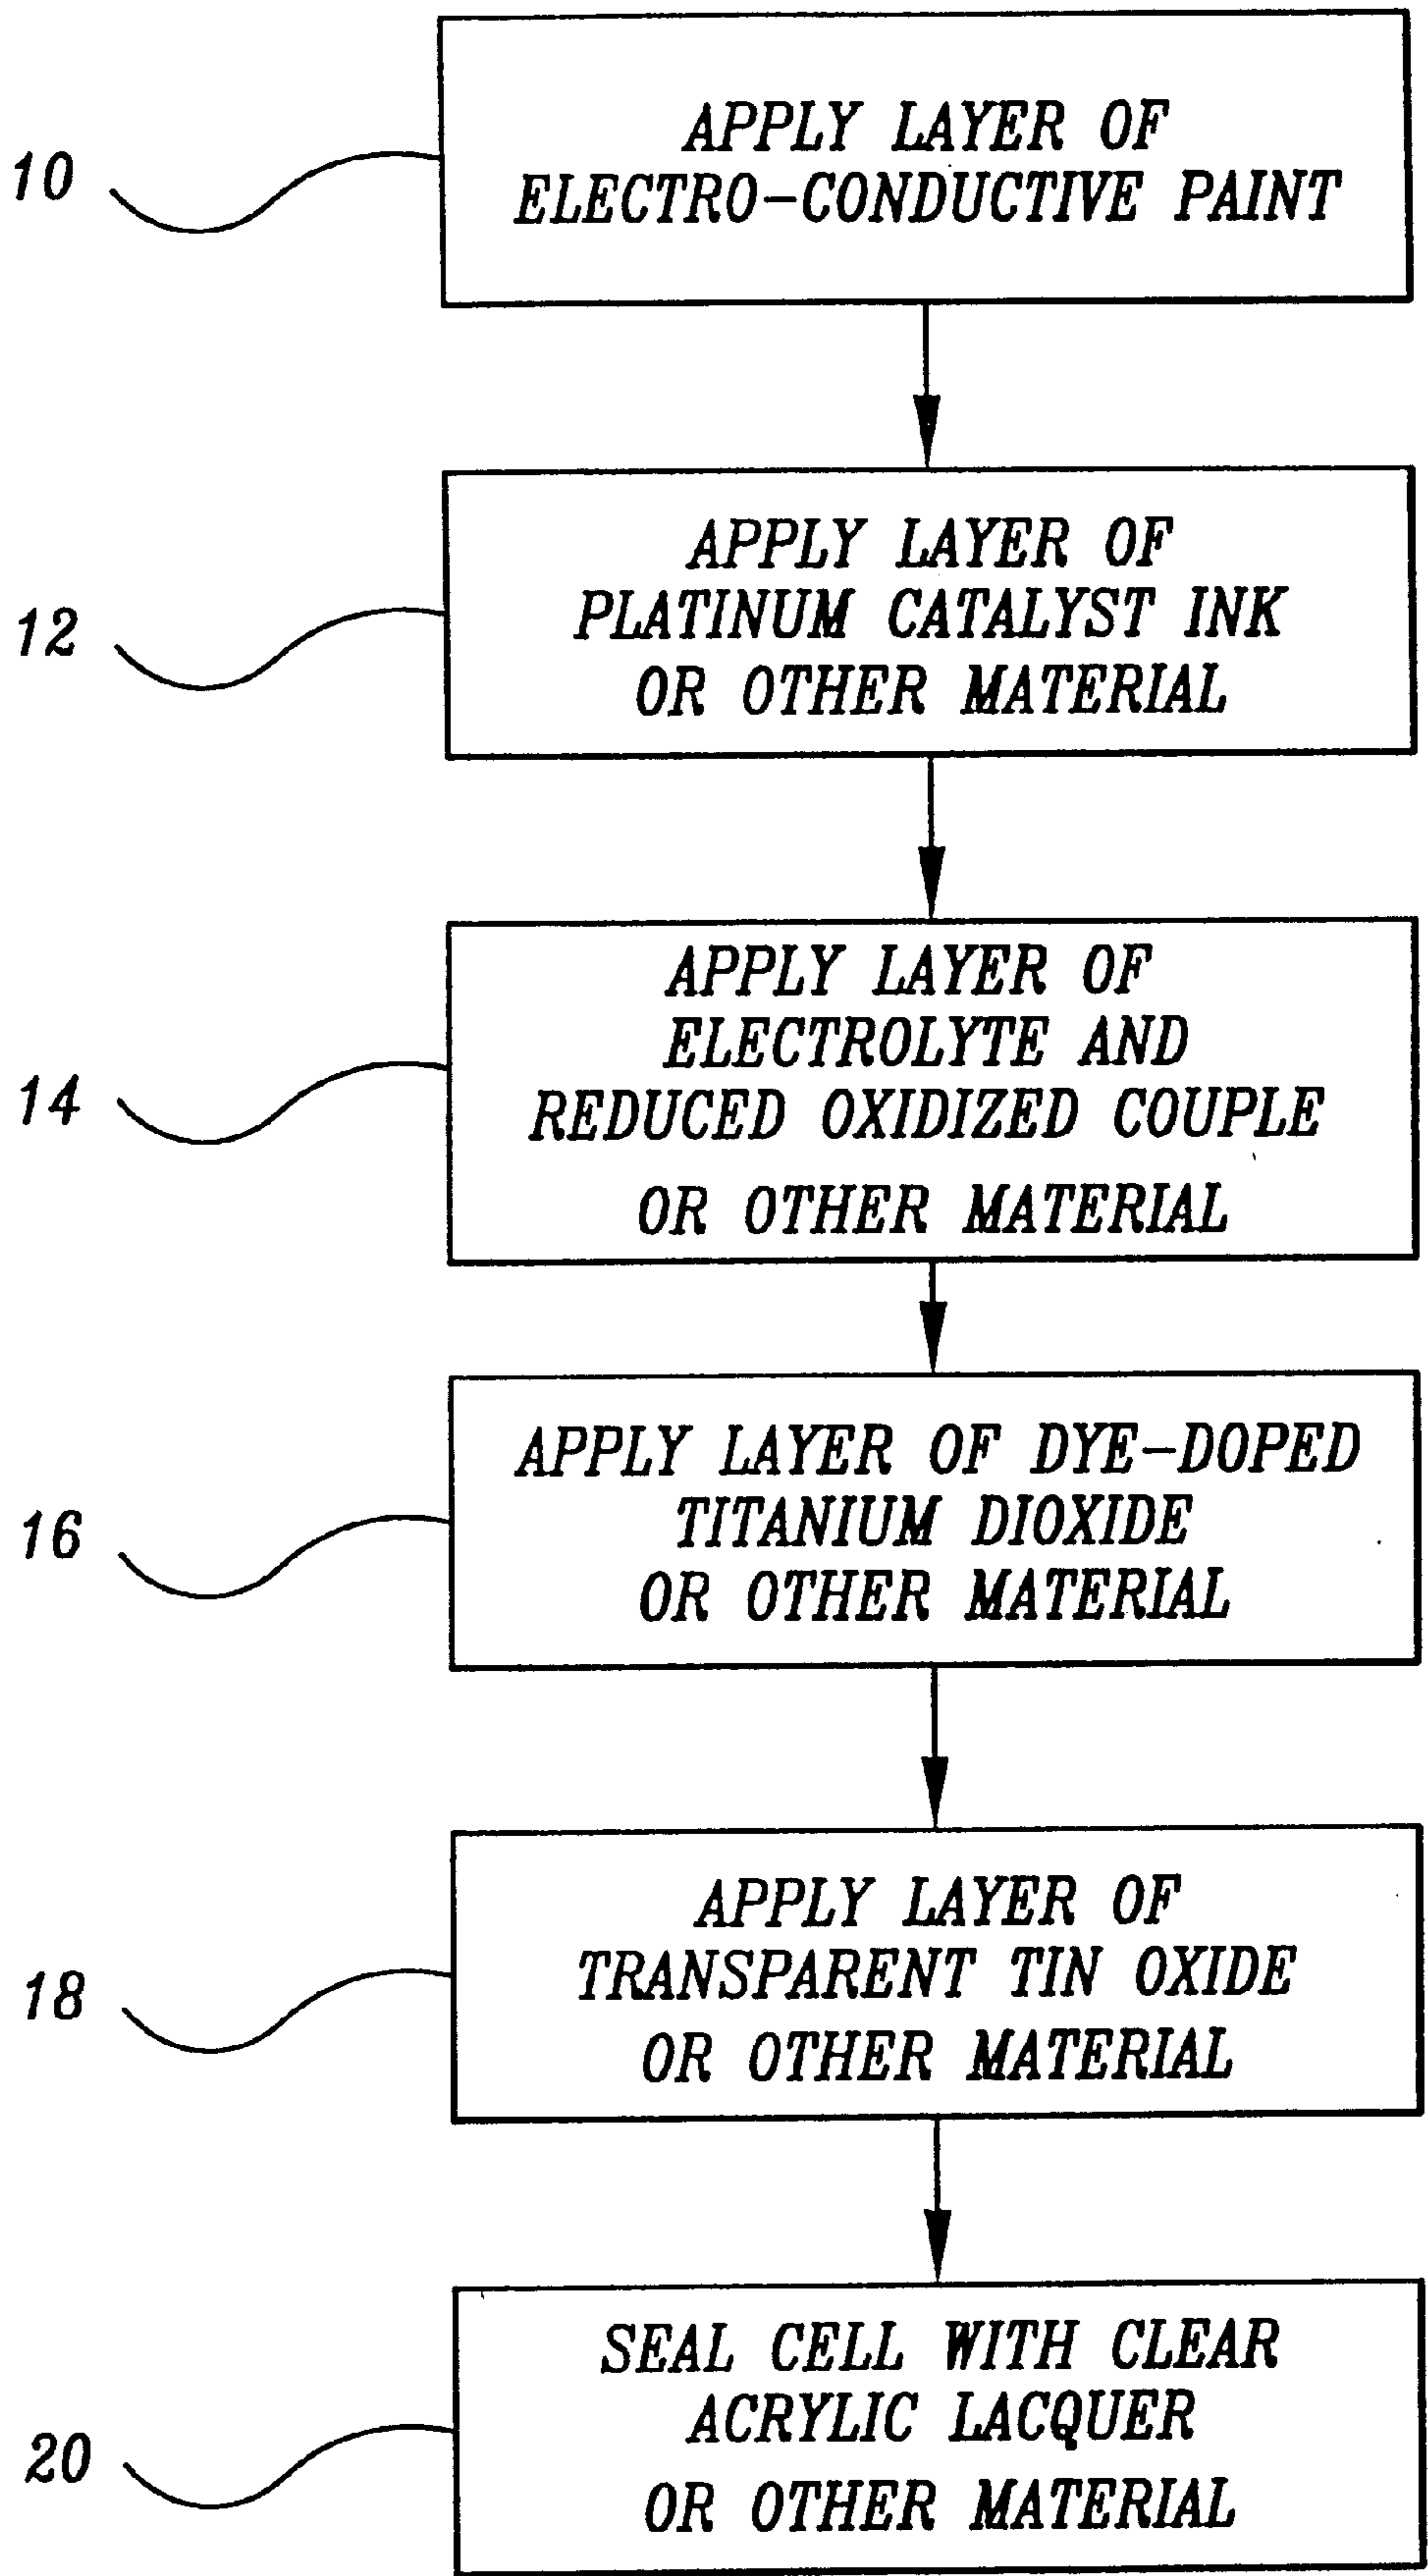 10
APPLY LAYER OF
ELECTRO-CONDUCTIVE PAINT
12
APPLY LAYER OF
PLATINUM CATALYST INK
OR OTHER MATERIAL
14
APPLY LAYER OF
ELECTROLYTE AND
REDUCED OXIDIZED COUPLE
OR OTHER MATERIAL
16
APPLY LAYER OF DYE-DOPED
TITANIUM DIOXIDE
OR OTHER MATERIAL
18
APPLY LAYER OF
TRANSPARENT TIN OXIDE
OR OTHER MATERIAL
20
SEAL CELL WITH CLEAR
ACRYLIC LACQUER
OR OTHER MATERIAL